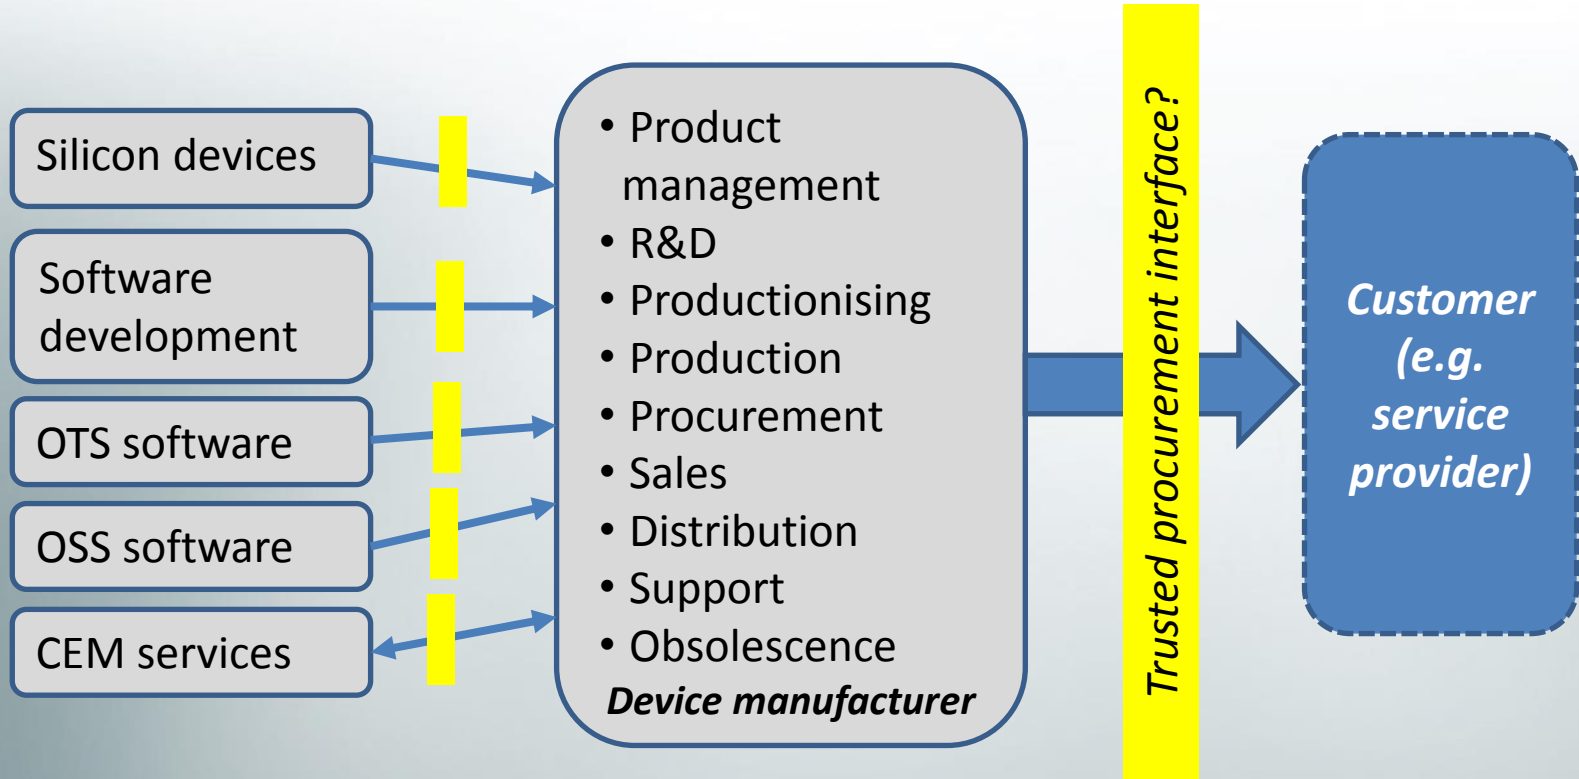 Silicon devices
Software
development
OTS software
OSS software
CEM services
• Product
management
• R&D
• Productionising
• Production
• Procurement
• Sales
• Distribution
• Support
• Obsolescence
Device manufacturer
Trusted procurement interface?
Customer
(e.g.
service
provider)